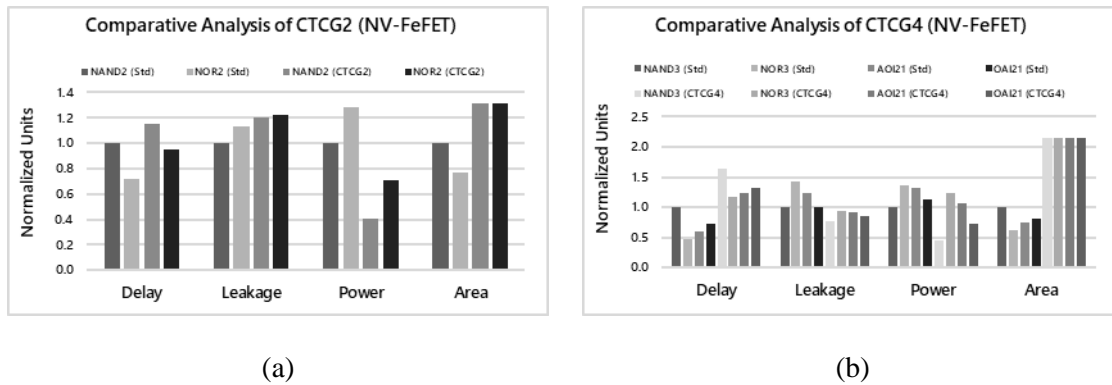 Comparative Analysis of CTCG2 (NV-FeFET)
NAND2 (Std) NOR2 (Std) NAND2 (CTCG2) NOR2 (CTCG2)
1.4
1.2
1.0
0.8
0.6
0.4
0.2
0.0
Normalized Units
Delay Leakage Power Area
(a)
Comparative Analysis of CTCG4 (NV-FeFET)
NAND3 (Std) NOR3 (Std) AOI21 (Std) OAI21 (Std)
NAND3 (CTCG4) NOR3 (CTCG4) AOI21 (CTCG4) OAI21 (CTCG4)
2.5
2.0
1.5
1.0
0.5
0.0
Normalized Units
Delay Leakage Power Area
(b)